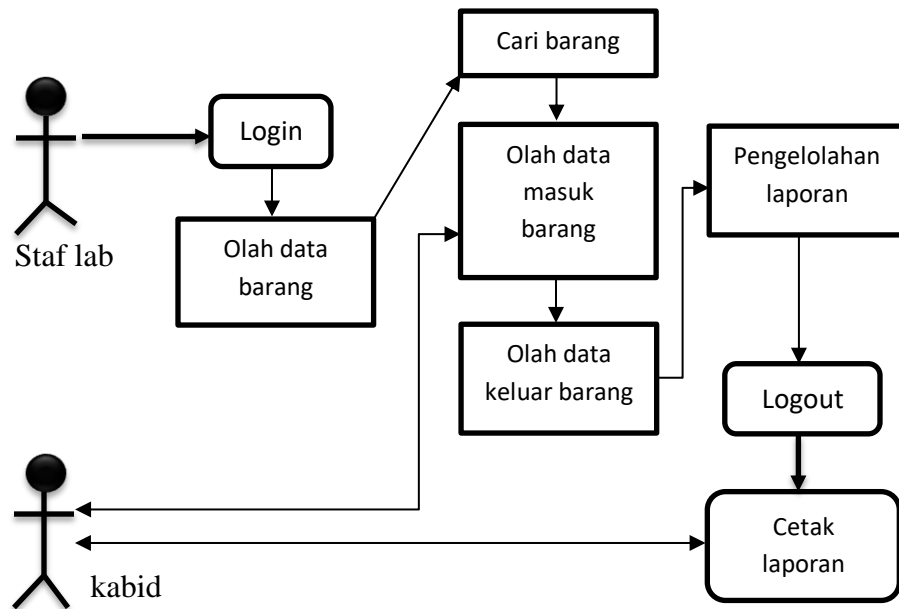 Cari barang
Login
Olah data
masuk
barang
Pengelolahan
laporan
Staf lab
Olah data
barang
Olah data
keluar barang
Logout
Cetak
laporan
kabid